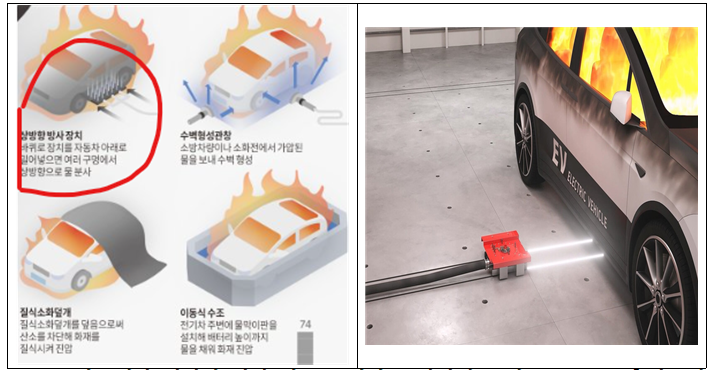 상방향 방사 장치
바퀴로 장치를 자동차 아래로
밀어넣으면 여러 구멍에서
상방향으로 물 분사
수벽형성관창
소방차량이나 소화전에서 가압된
물을 보내 수벽 형성
질식소화덮개
질식소화덮개를 덮음으로써
산소를 차단해 화재를
질식시켜 진압
이동식 수조
전기차 주변에 물막이판을
설치해 배터리 높이까지
물을 채워 화재 진압
74
EV ELECTRIC VEHICLE